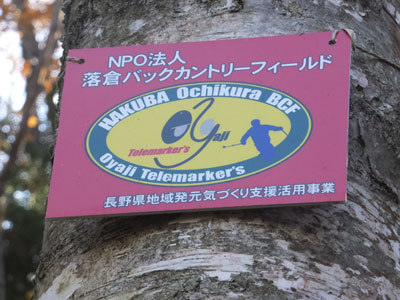 NPO法人
落倉バックカントリーフィールド
HAKUBA Ochikura BCF
Oyaji
Telemarker's
Oyaji Telemarker's
長野県地域発元気づくり支援活用事業